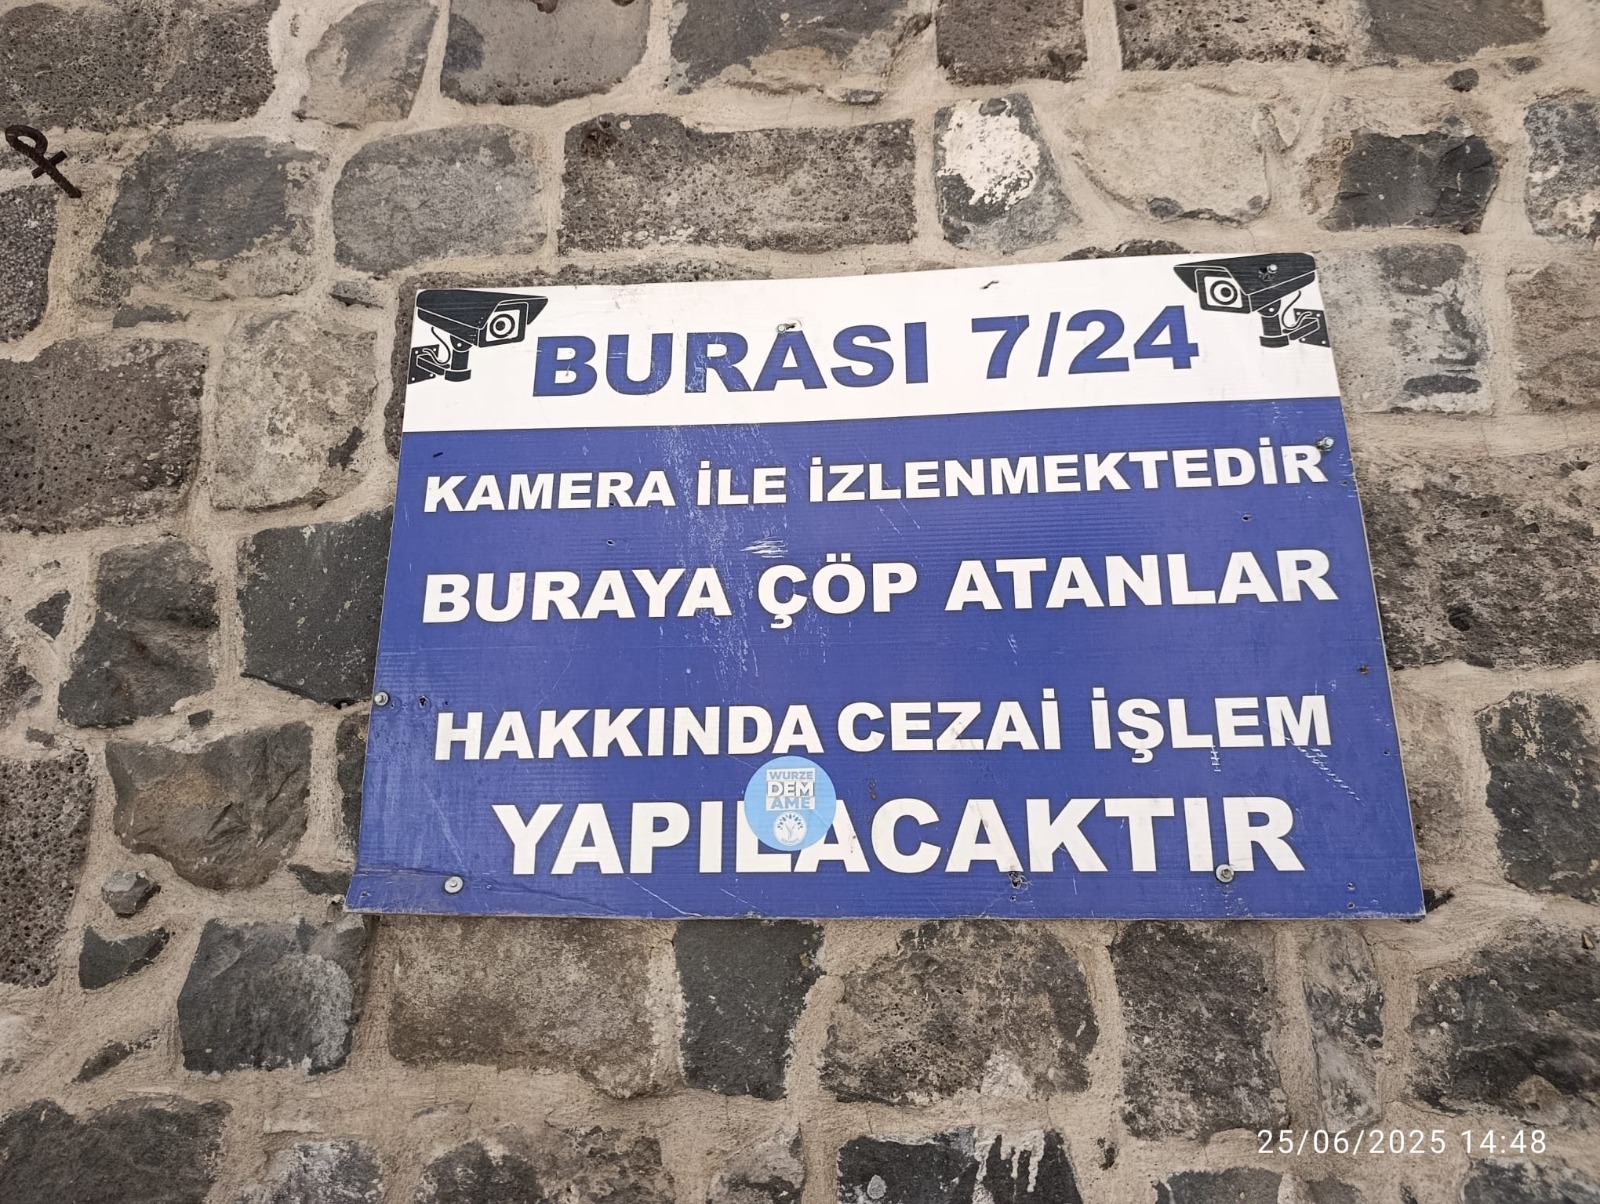 BURASI 7/24
KAMERA İLE İZLENMEKTEDİR
BURAYA ÇÖP ATANLAR
HAKKINDA CEZAİ İŞLEM
YAPILACAKTIR
WURZE
DEM
AME
25/06/2025 14:48